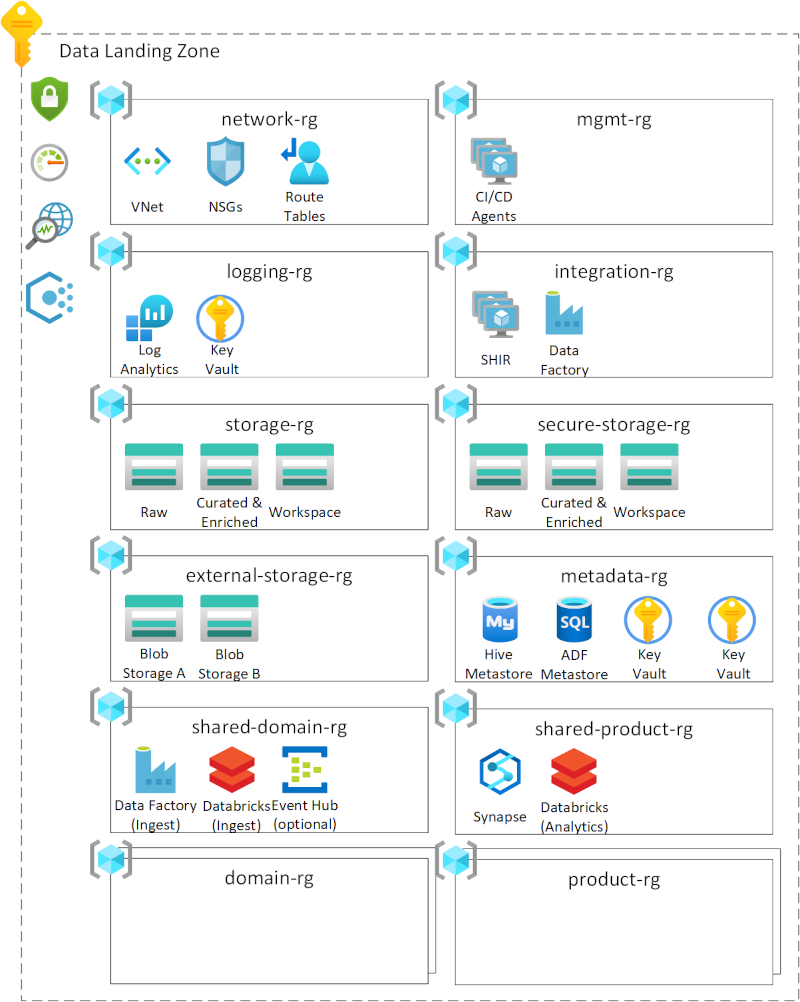 Data Landing Zone
network-rg
VNet
NSGs
Route
Tables
mgmt-rg
CI/CD
Agents
logging-rg
Log
Analytics
Key
Vault
integration-rg
SHIR
Data
Factory
storage-rg
Raw
Curated &
Enriched
Workspace
secure-storage-rg
Raw
Curated &
Enriched
Workspace
external-storage-rg
Blob
Storage A
Blob
Storage B
metadata-rg
My
Hive
Metastore
SQL
ADF
Metastore
Key
Vault
Key
Vault
shared-domain-rg
Data Factory
(Ingest)
Databricks
(Ingest)
Event Hub
(optional)
shared-product-rg
Synapse
Databricks
(Analytics)
domain-rg
product-rg